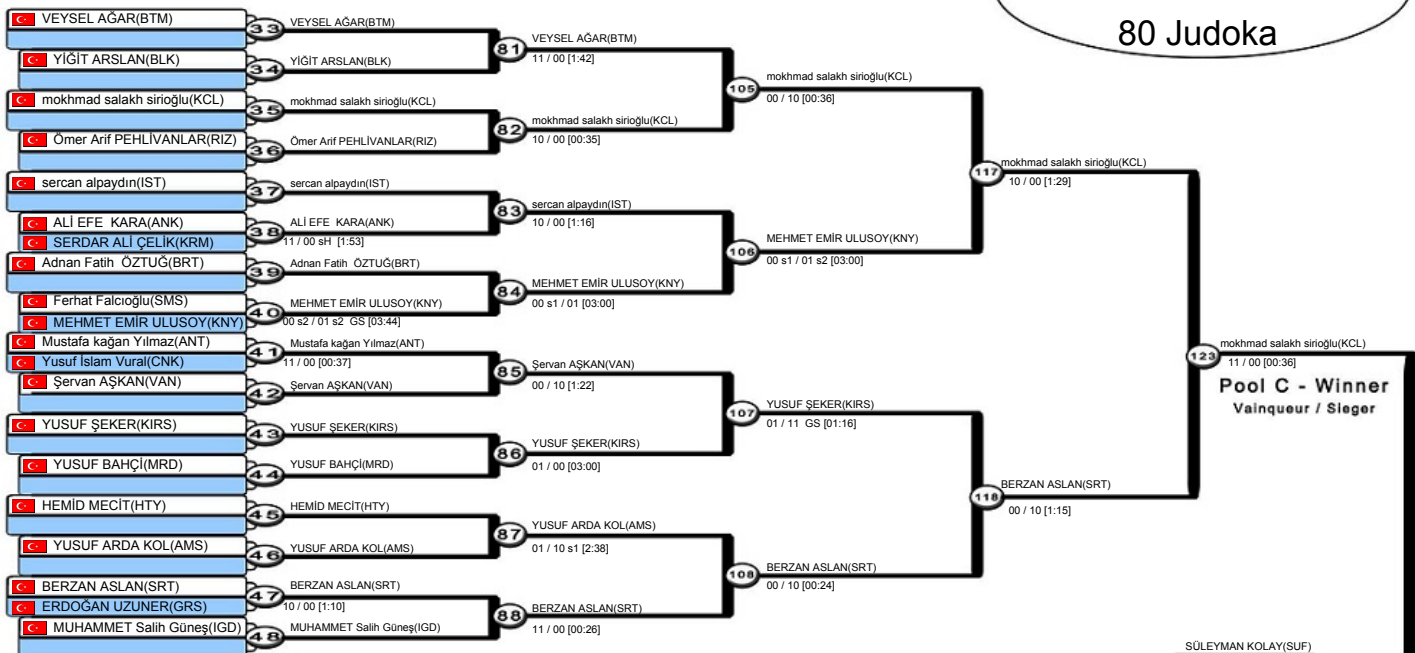 80 Judoka
VEYSEL AĞAR(BTM)
YİĞİT ARSLAN(BLK)
mokhmad salakh sirioğlu(KCL)
Ömer Arif PEHLİVANLAR(RIZ)
sercan alpaydın(IST)
ALİ EFE KARA(ANK)
SERDAR ALİ ÇELİK(KRM)
Adnan Fatih ÖZTUĞ(BRT)
Ferhat Falcıoğlu(SMS)
MEHMET EMİR ULUSOY(KNY)
Mustafa kağan Yılmaz(ANT)
Yusuf İslam Vural(CNK)
Şervan AŞKAN(VAN)
YUSUF ŞEKER(KIRS)
YUSUF BAHÇİ(MRD)
HEMİD MECİT(HTY)
YUSUF ARDA KOL(AMS)
BERZAN ASLAN(SRT)
ERDOĞAN UZUNER(GRS)
MUHAMMET Salih Güneş(IGD)
33
VEYSEL AĞAR(BTM)
34
YİĞİT ARSLAN(BLK)
35
mokhmad salakh sirioğlu(KCL)
36
Ömer Arif PEHLİVANLAR(RIZ)
37
sercan alpaydın(IST)
38
ALİ EFE KARA(ANK)
11 / 00 sH [1:53]
39
Adnan Fatih ÖZTUĞ(BRT)
40
MEHMET EMİR ULUSOY(KNY)
00 s2 / 01 s2 GS [03:44]
41
Mustafa kağan Yılmaz(ANT)
11 / 00 [00:37]
42
Şervan AŞKAN(VAN)
43
YUSUF ŞEKER(KIRS)
44
YUSUF BAHÇİ(MRD)
45
HEMİD MECİT(HTY)
46
YUSUF ARDA KOL(AMS)
47
BERZAN ASLAN(SRT)
10 / 00 [1:10]
48
MUHAMMET Salih Güneş(IGD)
81
VEYSEL AĞAR(BTM)
11 / 00 [1:42]
82
mokhmad salakh sirioğlu(KCL)
10 / 00 [00:35]
83
sercan alpaydın(IST)
10 / 00 [1:16]
84
MEHMET EMİR ULUSOY(KNY)
00 s1 / 01 [03:00]
85
Şervan AŞKAN(VAN)
00 / 10 [1:22]
86
YUSUF ŞEKER(KIRS)
01 / 00 [03:00]
87
YUSUF ARDA KOL(AMS)
01 / 10 s1 [2:38]
88
BERZAN ASLAN(SRT)
11 / 00 [00:26]
105
mokhmad salakh sirioğlu(KCL)
00 / 10 [00:36]
106
MEHMET EMİR ULUSOY(KNY)
00 s1 / 01 s2 [03:00]
107
YUSUF ŞEKER(KIRS)
01 / 11 GS [01:16]
108
BERZAN ASLAN(SRT)
00 / 10 [00:24]
117
mokhmad salakh sirioğlu(KCL)
10 / 00 [1:29]
118
BERZAN ASLAN(SRT)
00 / 10 [1:15]
123
mokhmad salakh sirioğlu(KCL)
11 / 00 [00:36]
Pool C - Winner
Vainqueur / Sieger
SÜLEYMAN KOLAY(SUF)